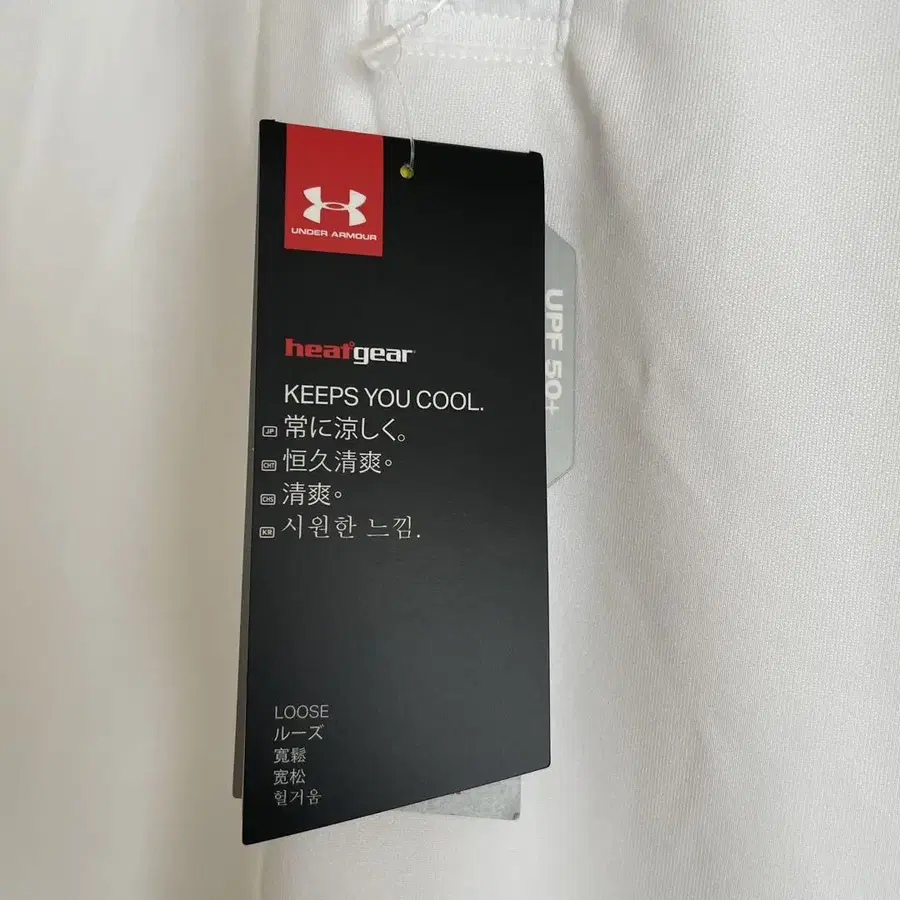 UNDER ARMOUR
heatgear
KEEPS YOU COOL.
JP 常に涼しく。
CHT 恒久清爽。
CHS 清爽。
KR 시원한 느낌.
UPF 50+
LOOSE
ルーズ
寬鬆
宽松
헐거움